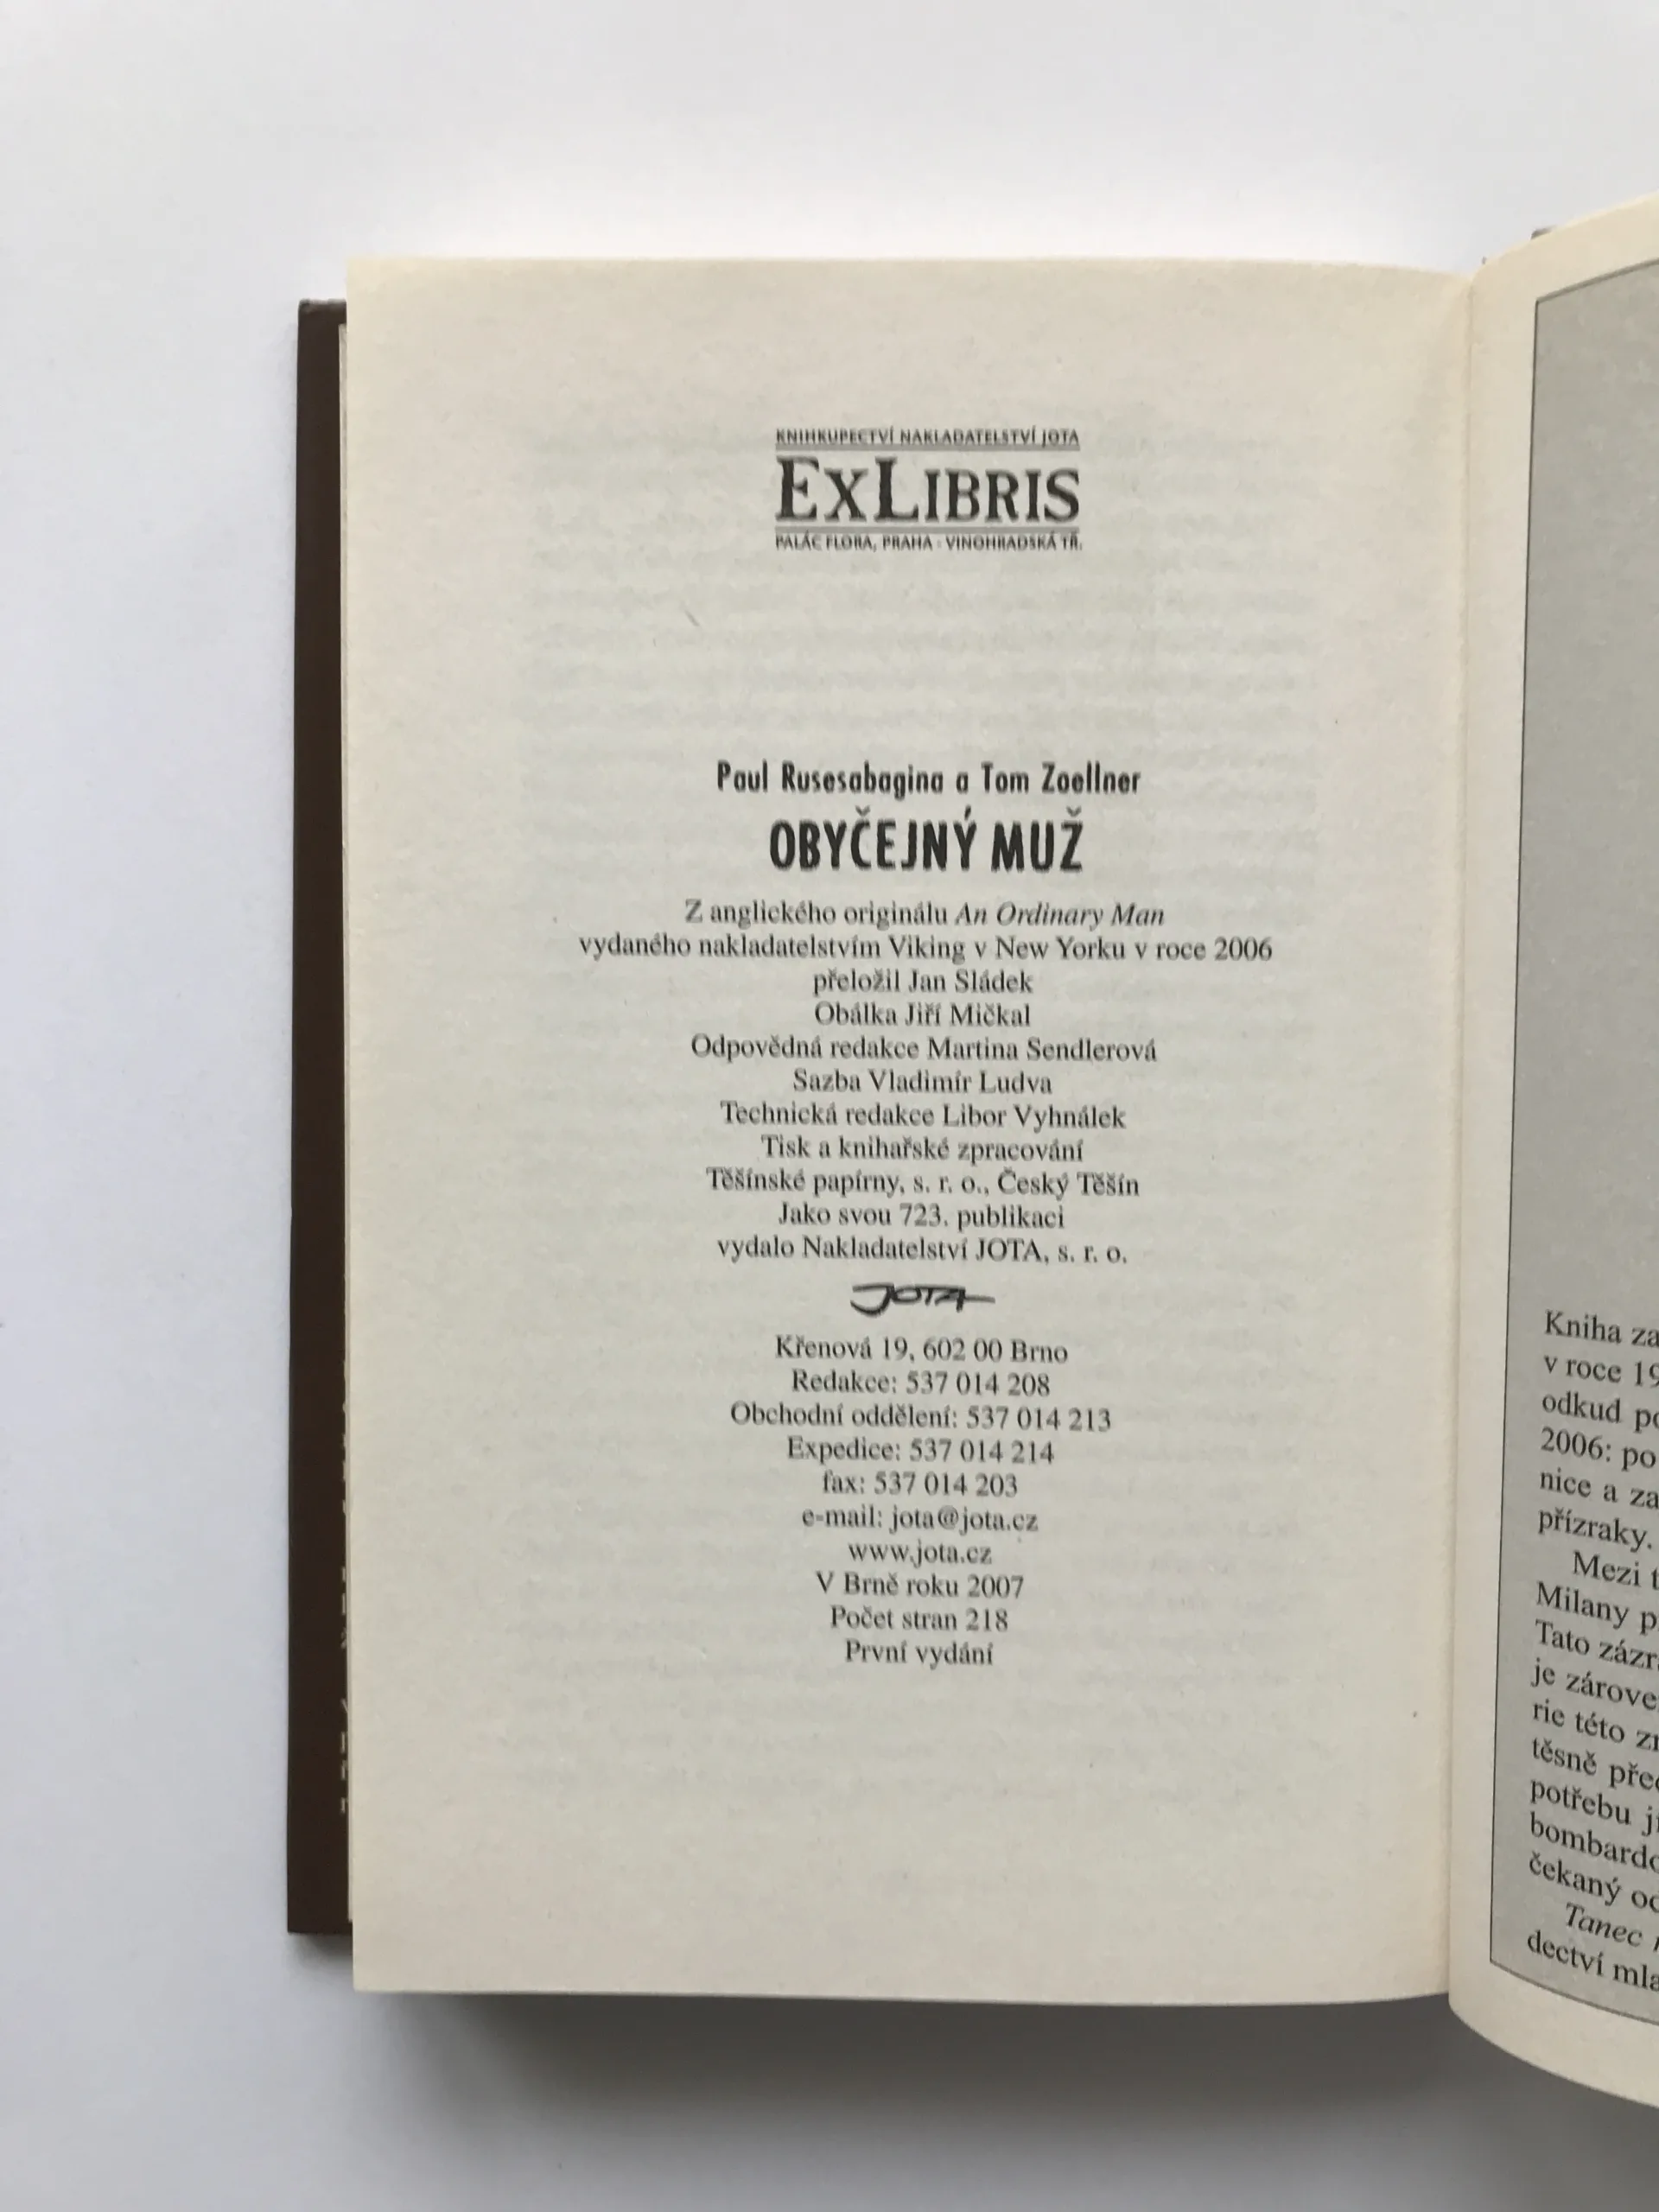 KNIHKUPECTVÍ NAKLADATELSTVÍ JOTA
EXLIBRIS
PALÁC FLORA, PRAHA - VINOHRADSKÁ TŘ.
Paul Rusesabagina a Tom Zoellner
OBYČEJNÝ MUŽ
Z anglického originálu An Ordinary Man
vydaného nakladatelstvím Viking v New Yorku v roce 2006
přeložil Jan Sládek
Obálka Jiří Mičkal
Odpovědná redakce Martina Sendlerová
Sazba Vladimír Ludva
Technická redakce Libor Vyhnálek
Tisk a knihařské zpracování
Těšínské papírny, s. r. o., Český Těšín
Jako svou 723. publikaci
vydalo Nakladatelství JOTA, s. r. o.
JOTA
Křenová 19, 602 00 Brno
Redakce: 537 014 208
Obchodní oddělení: 537 014 213
Expedice: 537 014 214
fax: 537 014 203
e-mail: jota@jota.cz
www.jota.cz
V Brně roku 2007
Počet stran 218
První vydání
Kniha za
v roce 19
odkud po
2006: po
nice a za
přízraky.
Mezi t
Milany p
Tato zázr
je zárove
rie této zr
těsně pře
potřebu j
bombardo
čekaný oc
Tanec
dectví mla